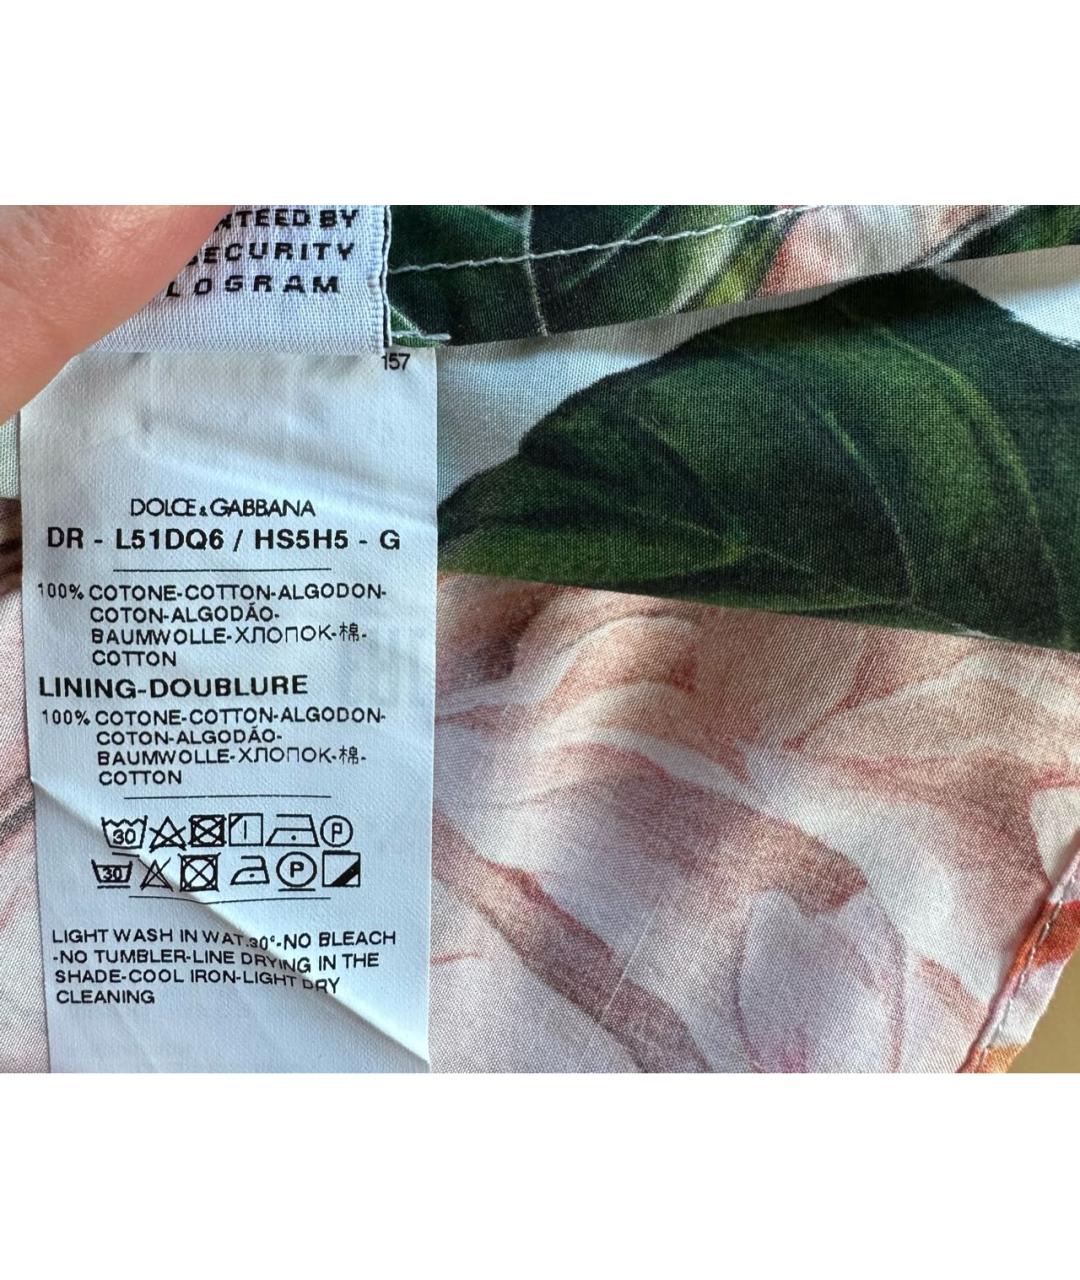 BY
SECURITY
157
DOLCE & GABBANA
DR - L51DQ6 / HS5H5 - G
100% COTONE-COTTON-ALGODON-
COTON-ALGODÃO-
BAUMWOLLE-ХЛОПОК-棉-
COTTON
LINING-DOUBLURE
100% COTONE-COTTON-ALGODON-
COTON-ALGODÃO-
BAUMWOLLE-ХЛОПОК-棉-
COTTON
30 P
30 P
LIGHT WASH IN WAT.30°-NO BLEACH
-NO TUMBLER-LINE DRYING IN THE
SHADE-COOL IRON-LIGHT DRY
CLEANING